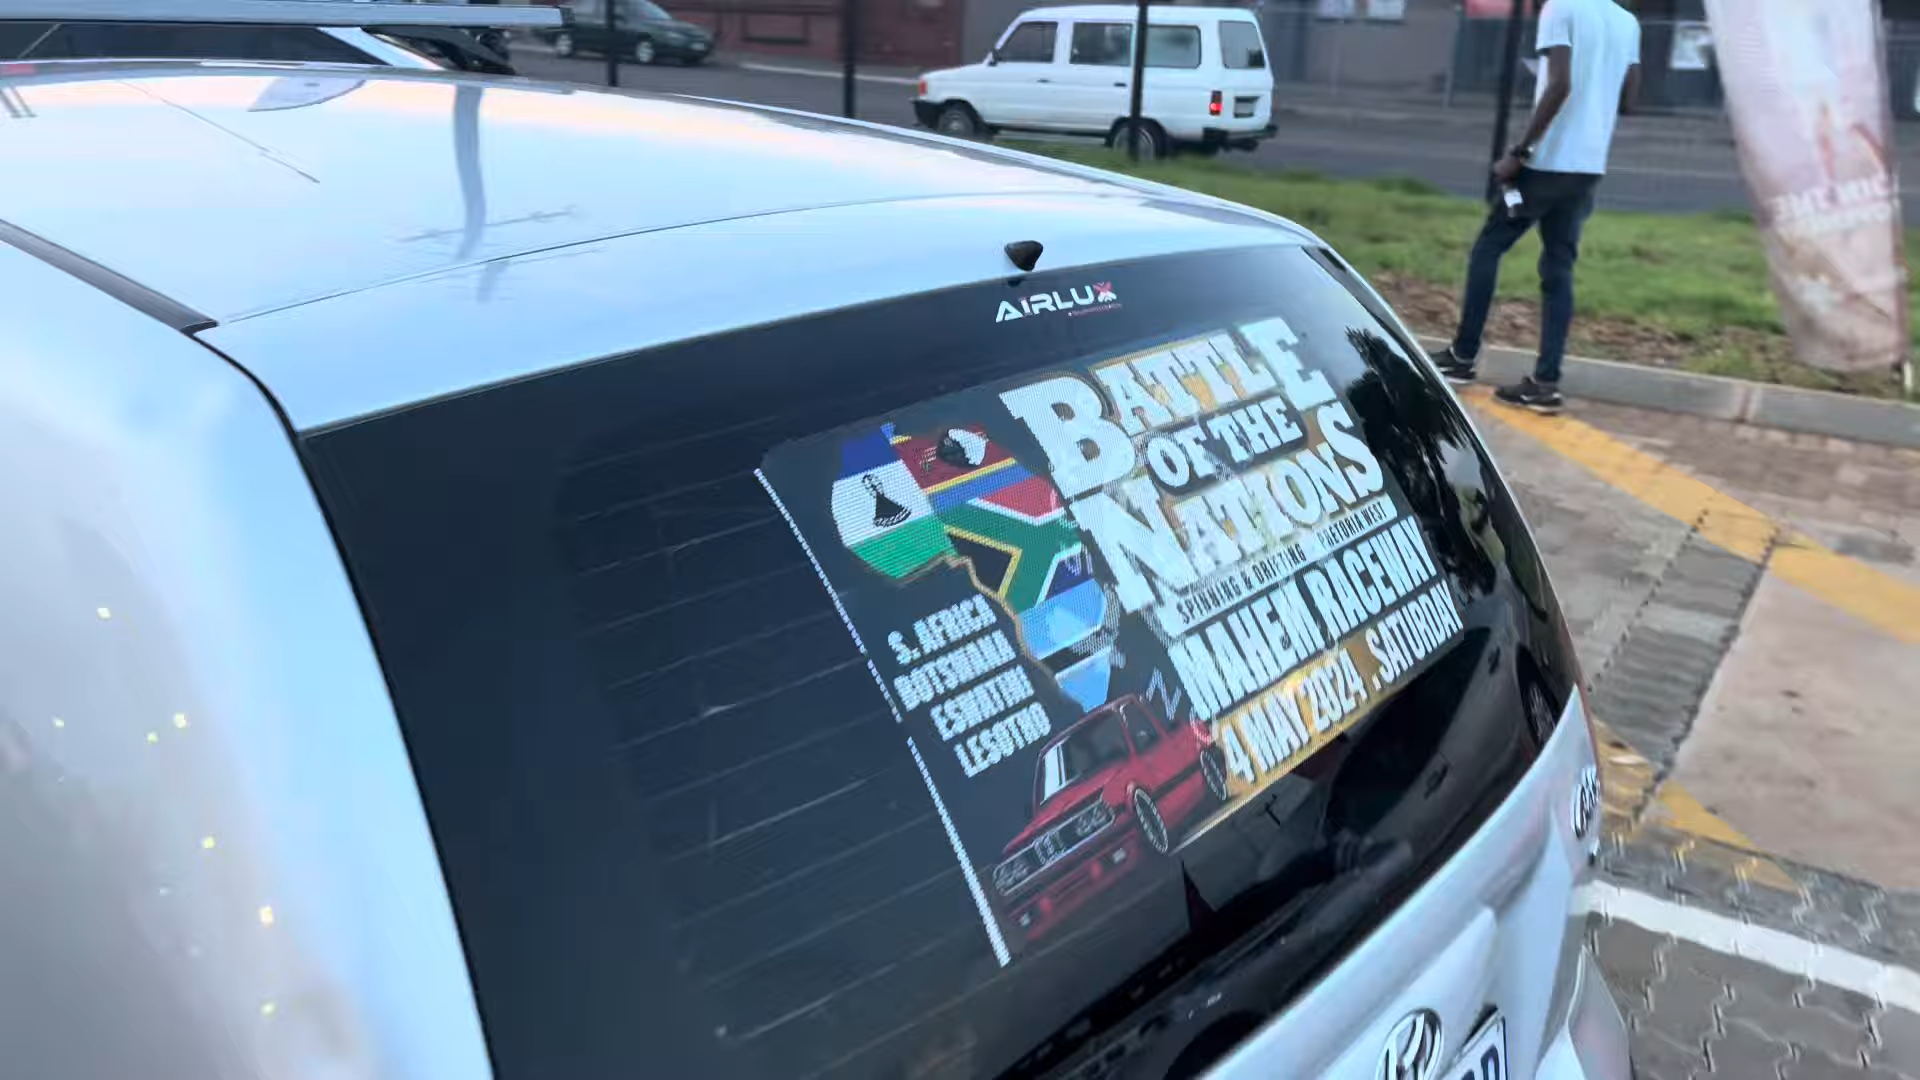 AIRLUX
BATTLE
OF THE
NATIONS
SPINNING & DRIFTING PRETORIA WEST
MAHEM RACEWAY
4 MAY 2024 . SATURDAY
S. AFRICA
BOTSWANA
ESWATINI
LESOTHO